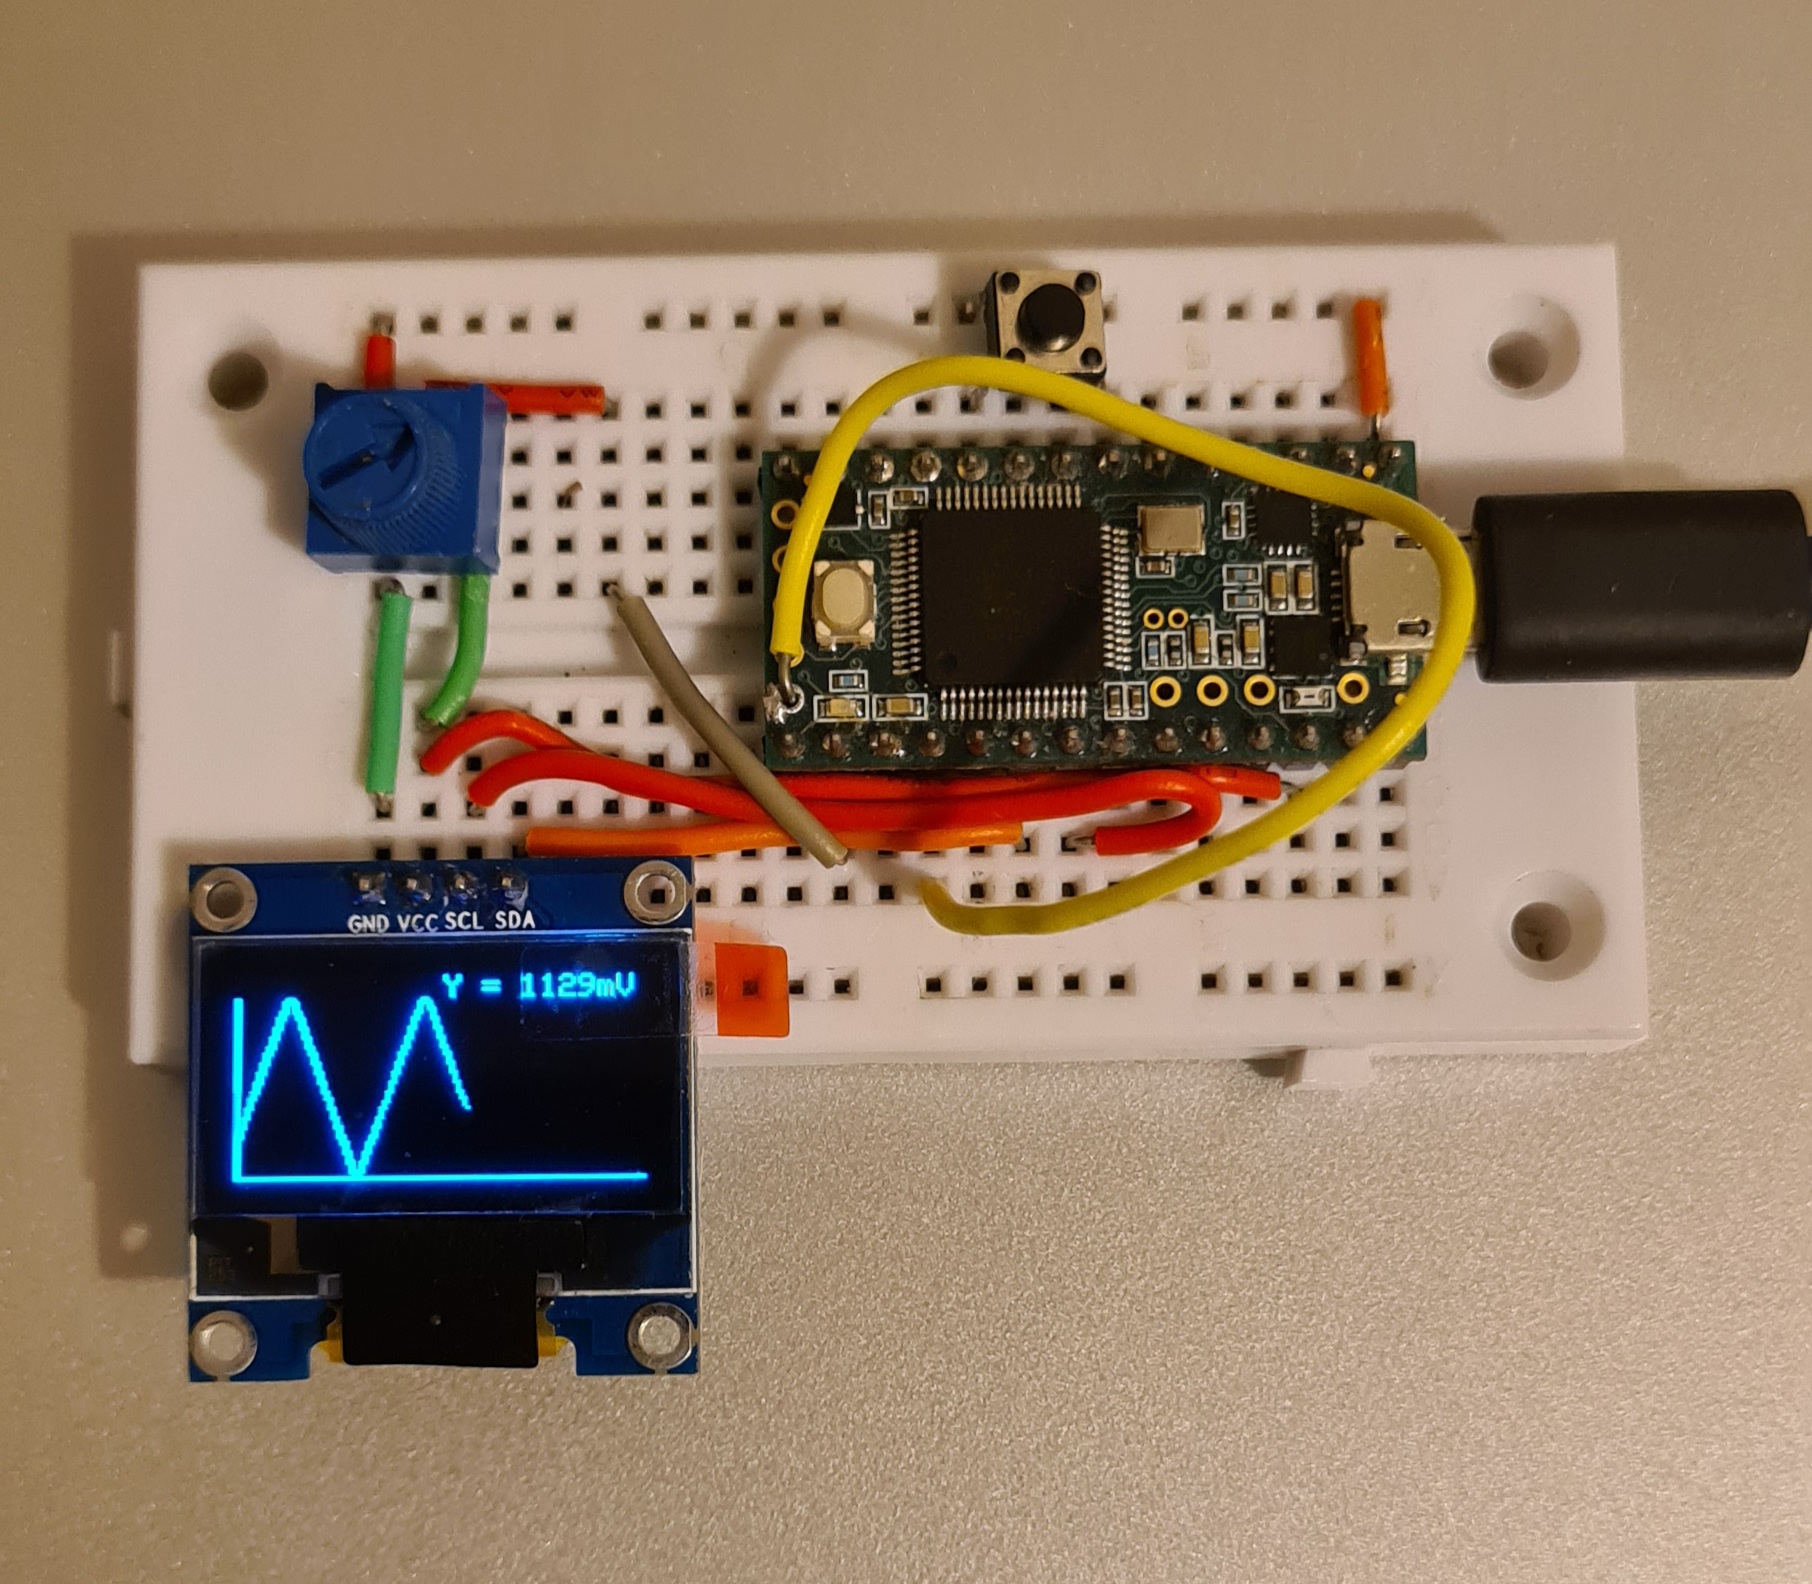 GND VCC SCL SDA
Y = 1129mV